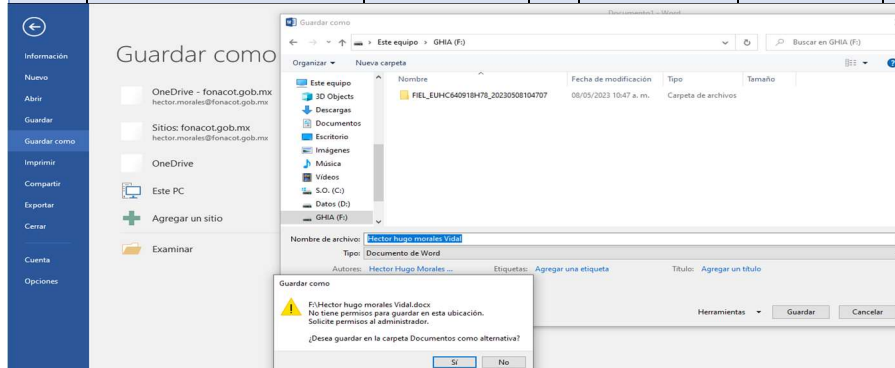 Documento1 - Word
Información
Nuevo
Abrir
Guardar
Guardar como
Imprimir
Compartir
Exportar
Cerrar
Cuenta
Opciones
Guardar como
OneDrive - fonacot.gob.mx
hector.morales@fonacot.gob.mx
Sitios: fonacot.gob.mx
hector.morales@fonacot.gob.mx
OneDrive
Este PC
Agregar un sitio
Examinar
Guardar como
Este equipo > GHIA (F:)
Buscar en GHIA (F:)
Organizar
Nueva carpeta
Este equipo
3D Objects
Descargas
Documentos
Escritorio
Imágenes
Música
Vídeos
S.O. (C:)
Datos (D:)
GHIA (F:)
Nombre Fecha de modificación Tipo Tamaño
FIEL_EUHC640918H78_20230508104707 08/05/2023 10:47 a. m. Carpeta de archivos
Nombre de archivo: Hector hugo morales Vidal
Tipo: Documento de Word
Autores: Hector Hugo Morales ... Etiquetas: Agregar una etiqueta Título: Agregar un título
Herramientas Guardar Cancelar
Guardar como
F:\Hector hugo morales Vidal.docx
No tiene permisos para guardar en esta ubicación.
Solicite permisos al administrador.
¿Desea guardar en la carpeta Documentos como alternativa?
Sí No